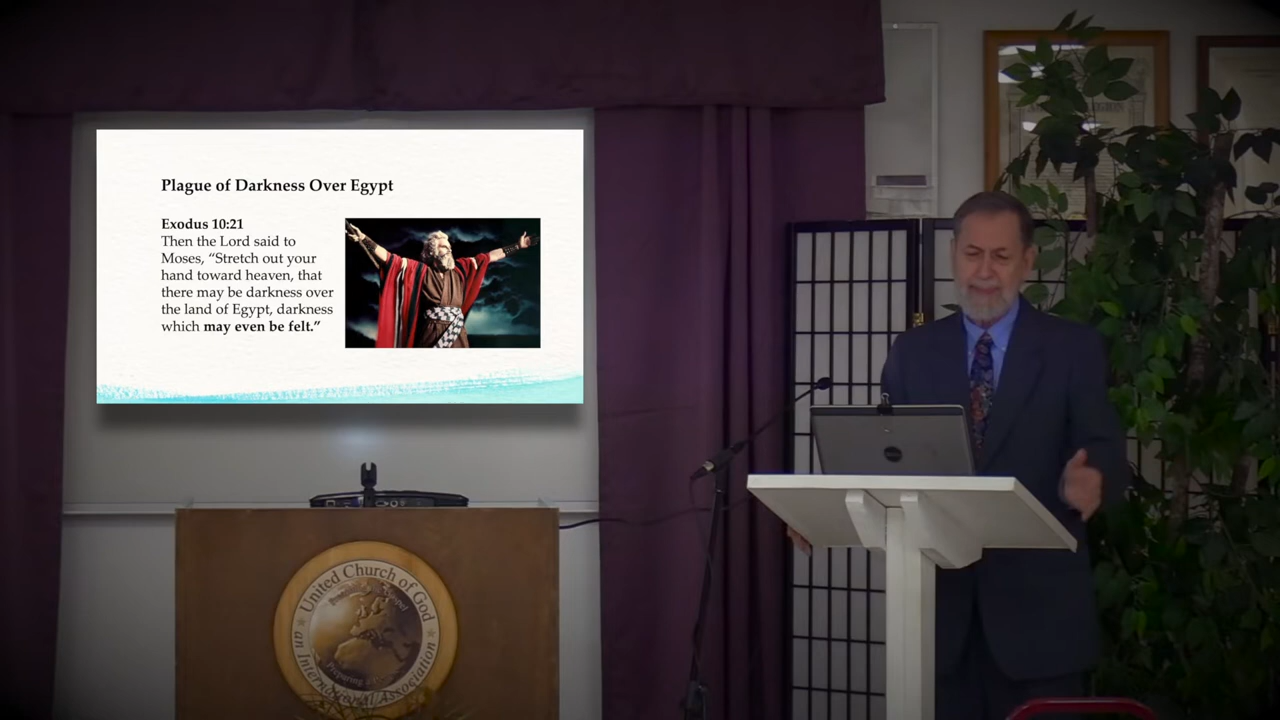 Plague of Darkness Over Egypt
Exodus 10:21
Then the Lord said to
Moses, “Stretch out your
hand toward heaven, that
there may be darkness over
the land of Egypt, darkness
which may even be felt.”
United Church of God
an International Association